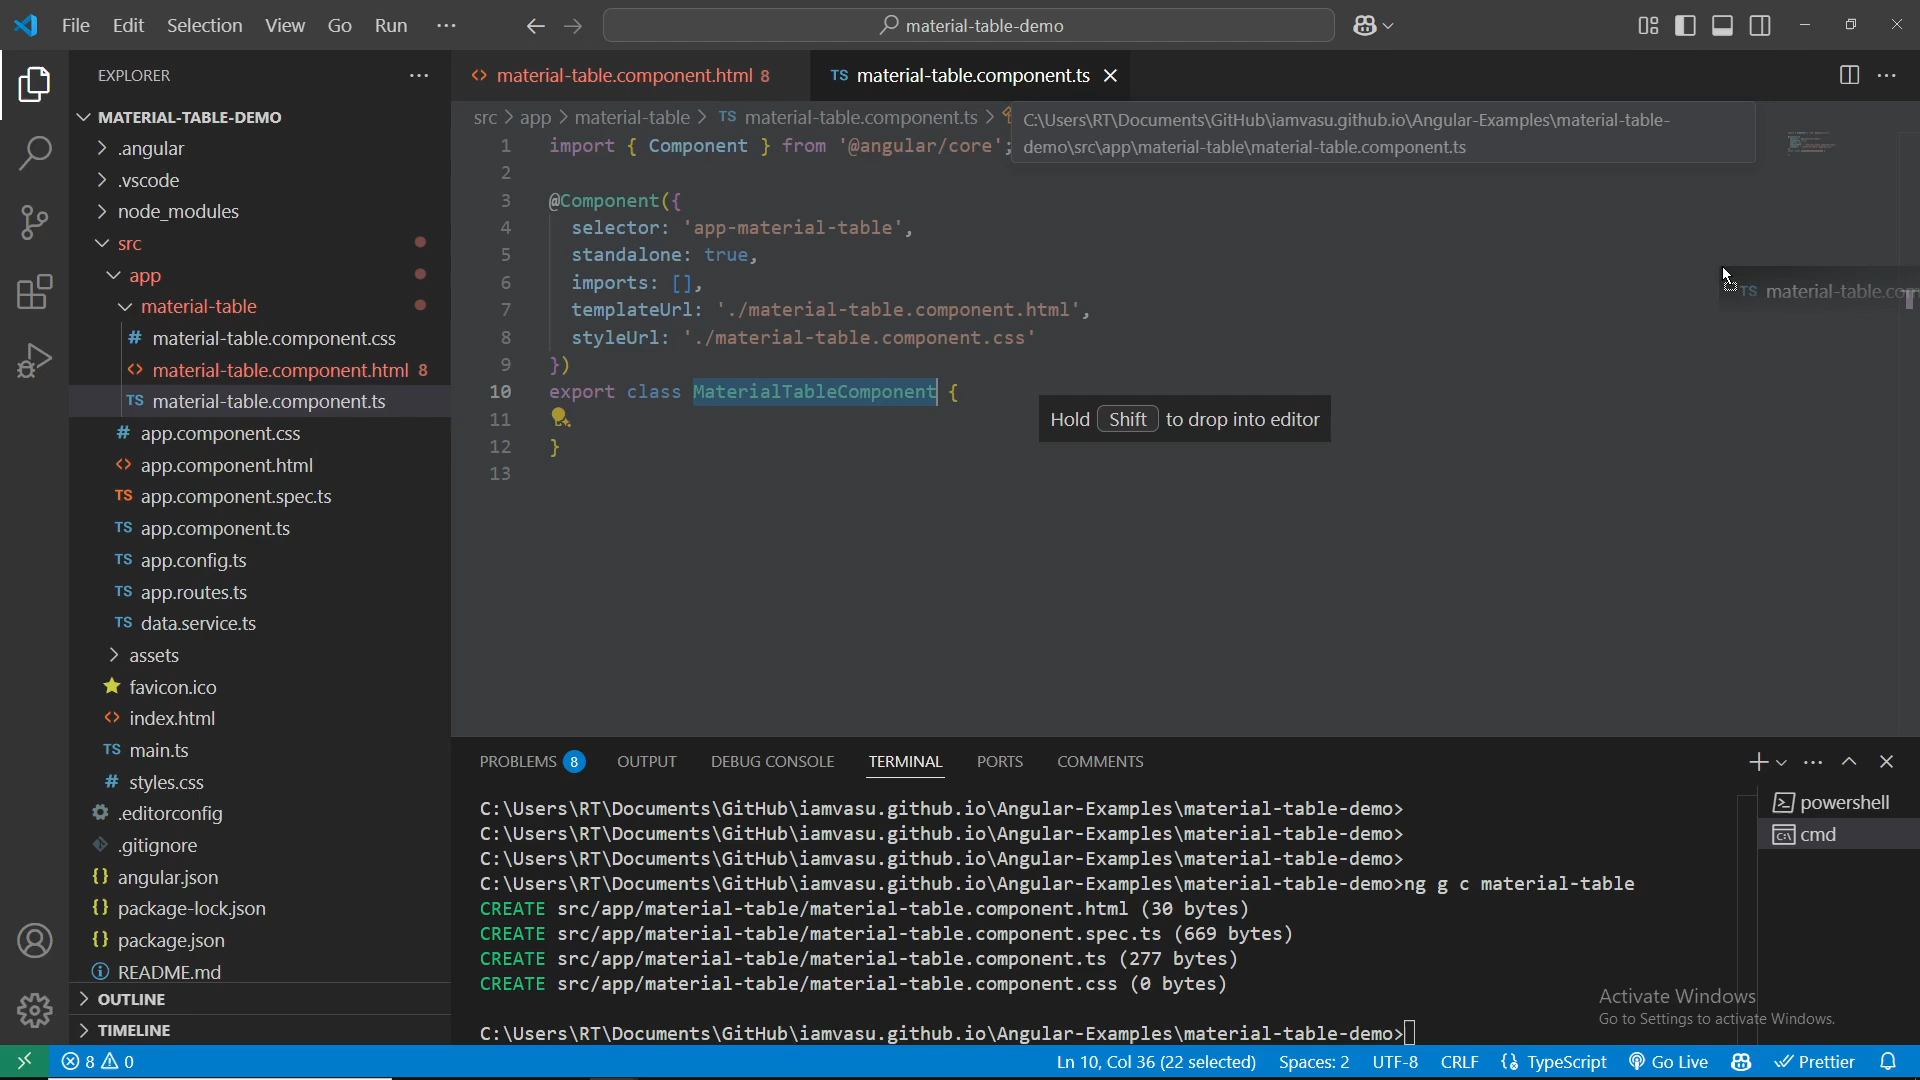 File Edit Selection View Go Run ···
material-table-demo
EXPLORER
MATERIAL-TABLE-DEMO
.angular
.vscode
node_modules
src
app
material-table
# material-table.component.css
<> material-table.component.html 8
TS material-table.component.ts
# app.component.css
<> app.component.html
TS app.component.spec.ts
TS app.component.ts
TS app.config.ts
TS app.routes.ts
TS data.service.ts
assets
favicon.ico
<> index.html
TS main.ts
# styles.css
.editorconfig
.gitignore
{} angular.json
{} package-lock.json
{} package.json
README.md
OUTLINE
TIMELINE
<> material-table.component.html 8
TS material-table.component.ts
src > app > material-table > TS material-table.component.ts >
C:\Users\RT\Documents\GitHub\iamvasu.github.io\Angular-Examples\material-table-
demo\src\app\material-table\material-table.component.ts
1 import { Component } from '@angular/core';
2
3 @Component({
4 selector: 'app-material-table',
5 standalone: true,
6 imports: [],
7 templateUrl: './material-table.component.html',
8 styleUrl: './material-table.component.css'
9 })
10 export class MaterialTableComponent {
11
12 }
13
TS material-table.com
Hold Shift to drop into editor
PROBLEMS 8 OUTPUT DEBUG CONSOLE TERMINAL PORTS COMMENTS
C:\Users\RT\Documents\GitHub\iamvasu.github.io\Angular-Examples\material-table-demo>
C:\Users\RT\Documents\GitHub\iamvasu.github.io\Angular-Examples\material-table-demo>
C:\Users\RT\Documents\GitHub\iamvasu.github.io\Angular-Examples\material-table-demo>
C:\Users\RT\Documents\GitHub\iamvasu.github.io\Angular-Examples\material-table-demo>ng g c material-table
CREATE src/app/material-table/material-table.component.html (30 bytes)
CREATE src/app/material-table/material-table.component.spec.ts (669 bytes)
CREATE src/app/material-table/material-table.component.ts (277 bytes)
CREATE src/app/material-table/material-table.component.css (0 bytes)
C:\Users\RT\Documents\GitHub\iamvasu.github.io\Angular-Examples\material-table-demo>
powershell
cmd
Activate Windows
Go to Settings to activate Windows.
8 0
Ln 10, Col 36 (22 selected) Spaces: 2 UTF-8 CRLF {} TypeScript Go Live Prettier